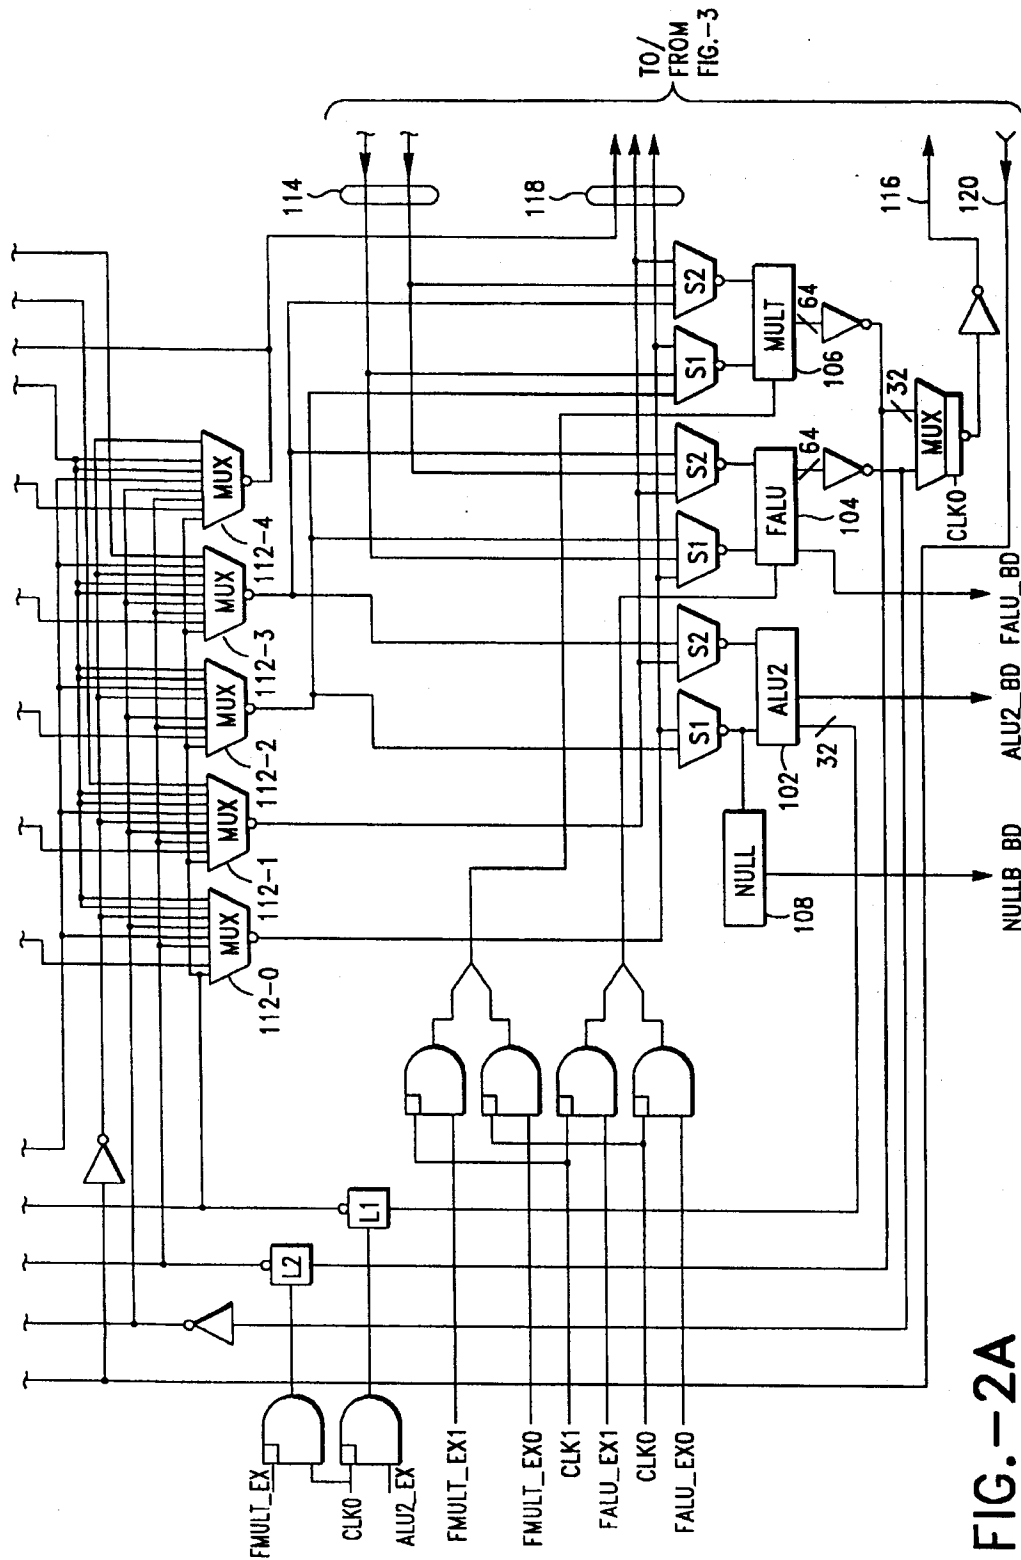 TO/
FROM
FIG.-3
114
118
116
120
MUX
112-4
MUX
112-3
MUX
112-2
MUX
112-1
MUX
112-0
S2
S1
MULT
106
64
S2
S1
FALU
104
64
S2
S1
ALU2
102
32
NULL
108
32
MUX
CLK0
FALU_BD
ALU2_BD
NULLB BD
L1
L2
FMULT_EX
CLK0
ALU2_EX
FMULT_EX1
FMULT_EX0
CLK1
FALU_EX1
CLK0
FALU_EX0
FIG.-2A